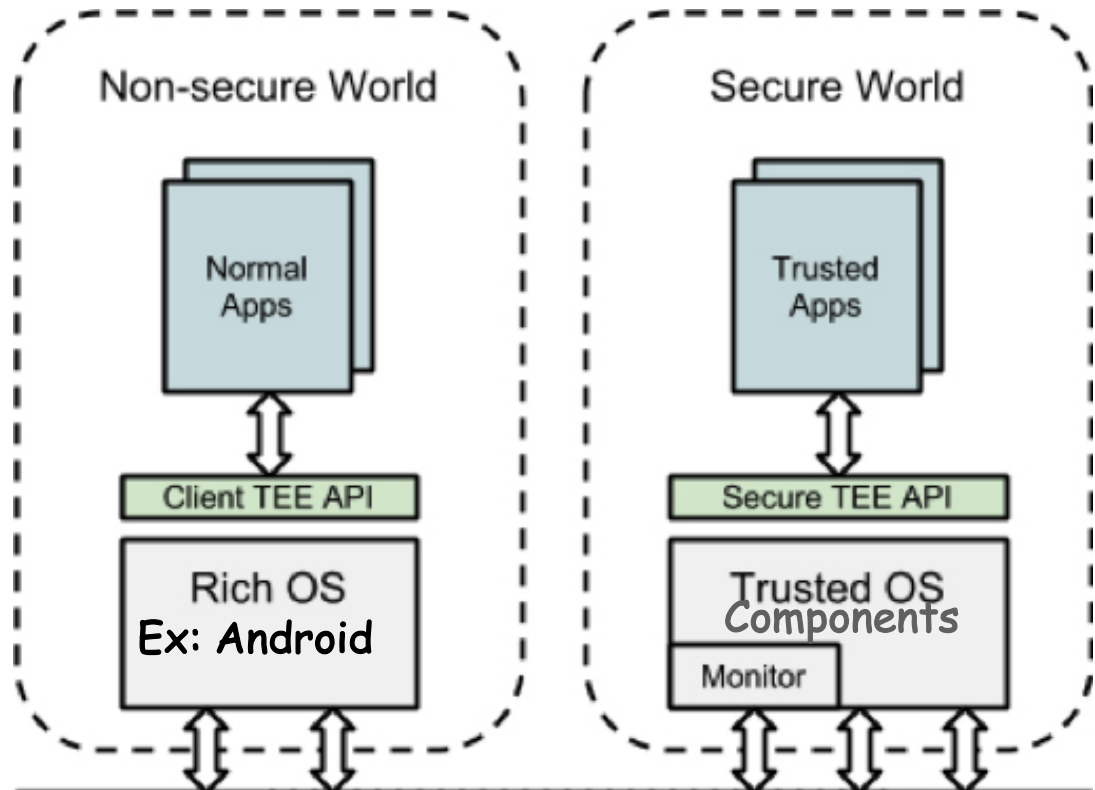 Non-secure World
Normal
Apps
Client TEE API
Rich OS
Ex: Android
Secure World
Trusted
Apps
Secure TEE API
Trusted OS
Components
Monitor